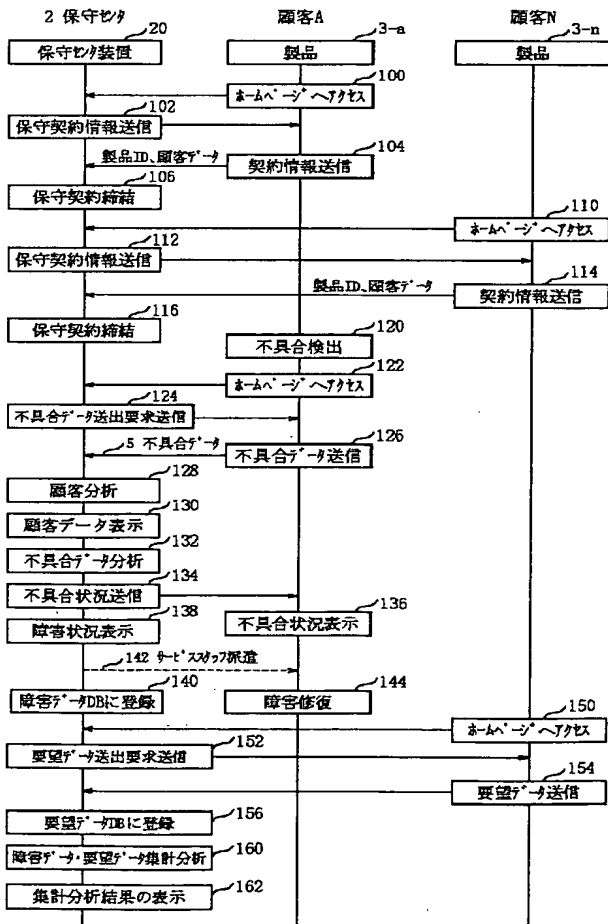 2 保守センタ
顧客A
顧客N
20
3-a
3-n
保守センタ装置
製品
製品
100
ホームページへアクセス
102
保守契約情報送信
104
製品ID、顧客データ
契約情報送信
106
保守契約締結
110
ホームページへアクセス
112
保守契約情報送信
114
製品ID、顧客データ
契約情報送信
116
保守契約締結
120
不具合検出
122
ホームページへアクセス
124
不具合データ送出要求送信
126
5 不具合データ
不具合データ送信
128
顧客分析
130
顧客データ表示
132
不具合データ分析
134
不具合状況送信
136
138
不具合状況表示
障害状況表示
142 サービススタッフ派遣
140
144
障害データDBに登録
障害修復
150
ホームページへアクセス
152
要望データ送出要求送信
154
要望データ送信
156
要望データDBに登録
160
障害データ・要望データ集計分析
162
集計分析結果の表示